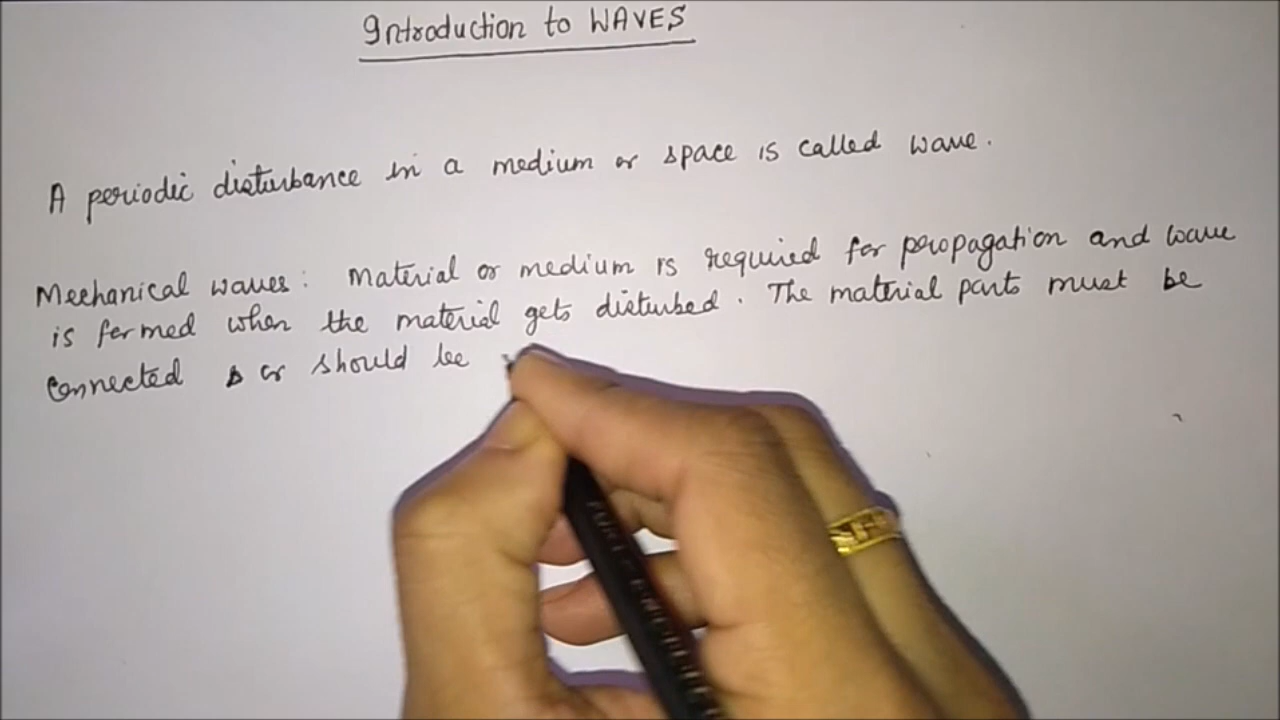 Introduction to WAVES
A periodic disturbance in a medium or space is called wave.
Mechanical waves: Material or medium is required for propagation and wave
is formed when the material gets disturbed. The material parts must be
connected or should be